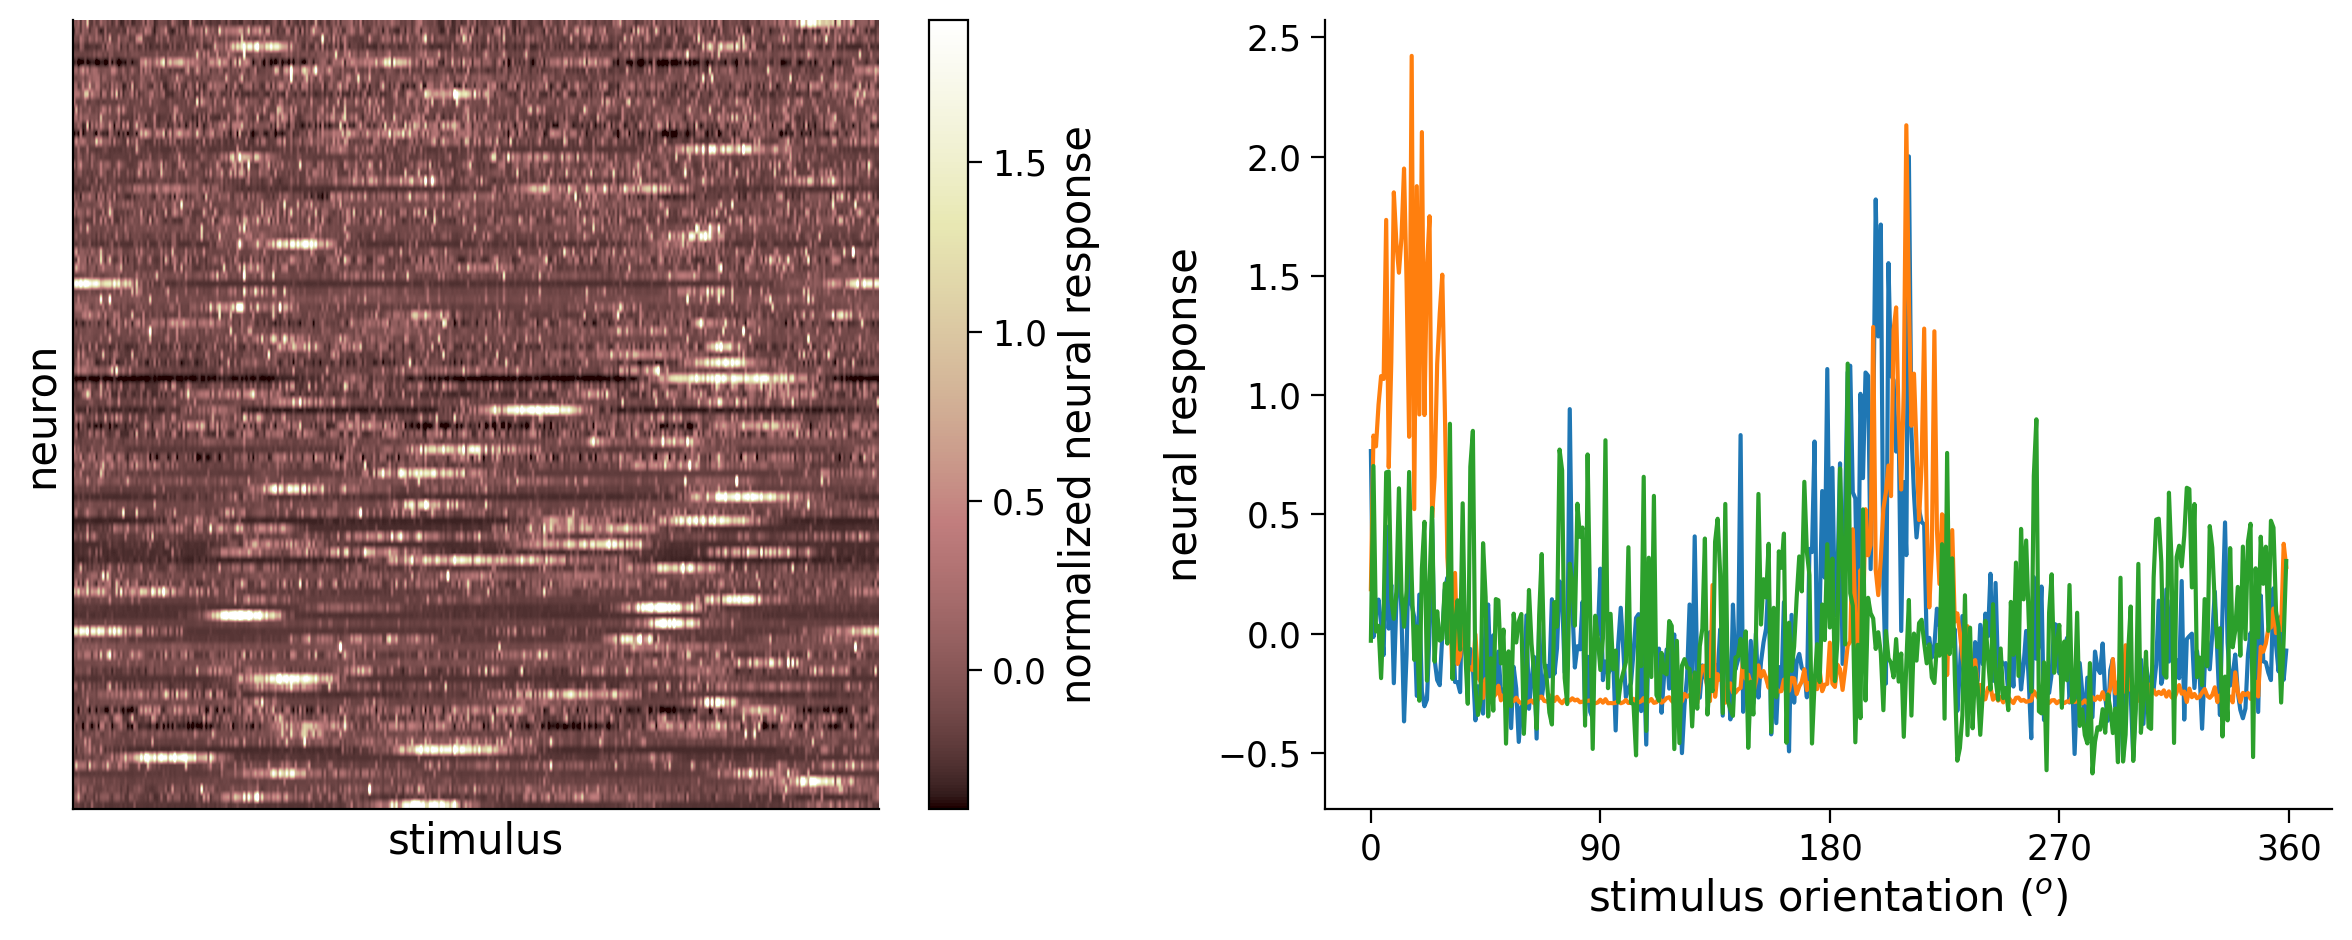 neuron
stimulus
1.5
1.0
0.5
0.0
normalized neural response
2.5
2.0
1.5
1.0
0.5
0.0
−0.5
neural response
0 90 180 270 360
stimulus orientation (ᵒ)